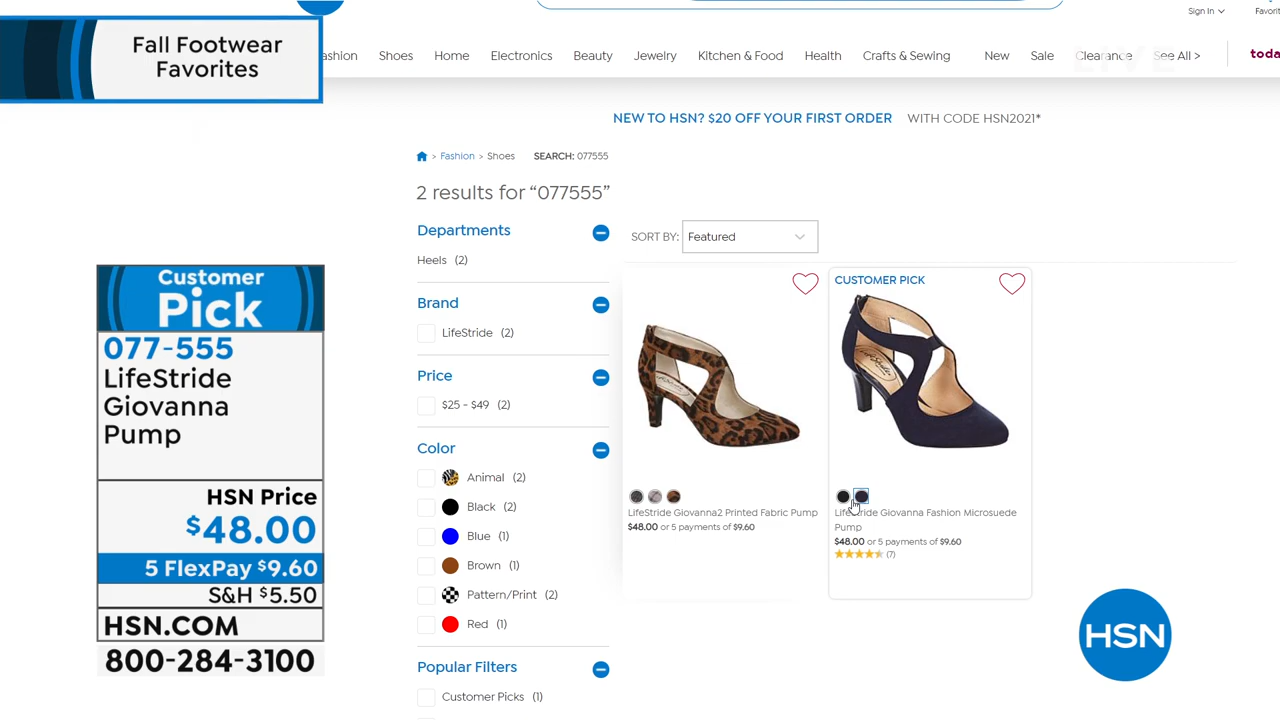 Fall Footwear
Favorites
Sign In
Favorit
ashion Shoes Home Electronics Beauty Jewelry Kitchen & Food Health Crafts & Sewing New Sale Clearance See All > toda
NEW TO HSN? $20 OFF YOUR FIRST ORDER WITH CODE HSN2021*
> Fashion > Shoes SEARCH: 077555
2 results for “077555”
Departments
Heels (2)
Brand
LifeStride (2)
Price
$25 - $49 (2)
Color
Animal (2)
Black (2)
Blue (1)
Brown (1)
Pattern/Print (2)
Red (1)
Popular Filters
Customer Picks (1)
SORT BY: Featured
LifeStride Giovanna2 Printed Fabric Pump
$48.00 or 5 payments of $9.60
CUSTOMER PICK
LifeStride Giovanna Fashion Microsuede
Pump
$48.00 or 5 payments of $9.60
(7)
Customer
Pick
077-555
LifeStride
Giovanna
Pump
HSN Price
$48.00
5 FlexPay $9.60
S&H $5.50
HSN.COM
800-284-3100
HSN